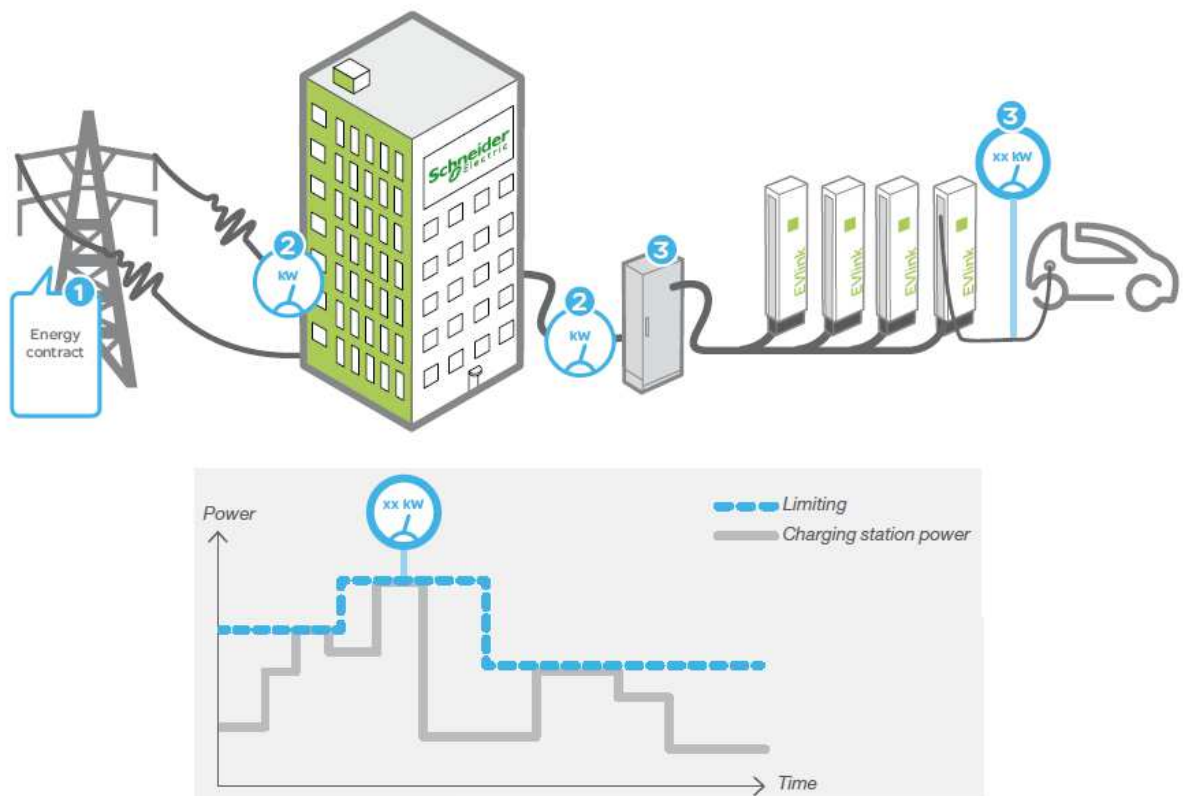 Schneider
Electric
1
Energy
contract
2
kW
2
kW
3
EVlink
EVlink
EVlink
EVlink
3
xx kW
Power
xx kW
Limiting
Charging station power
Time